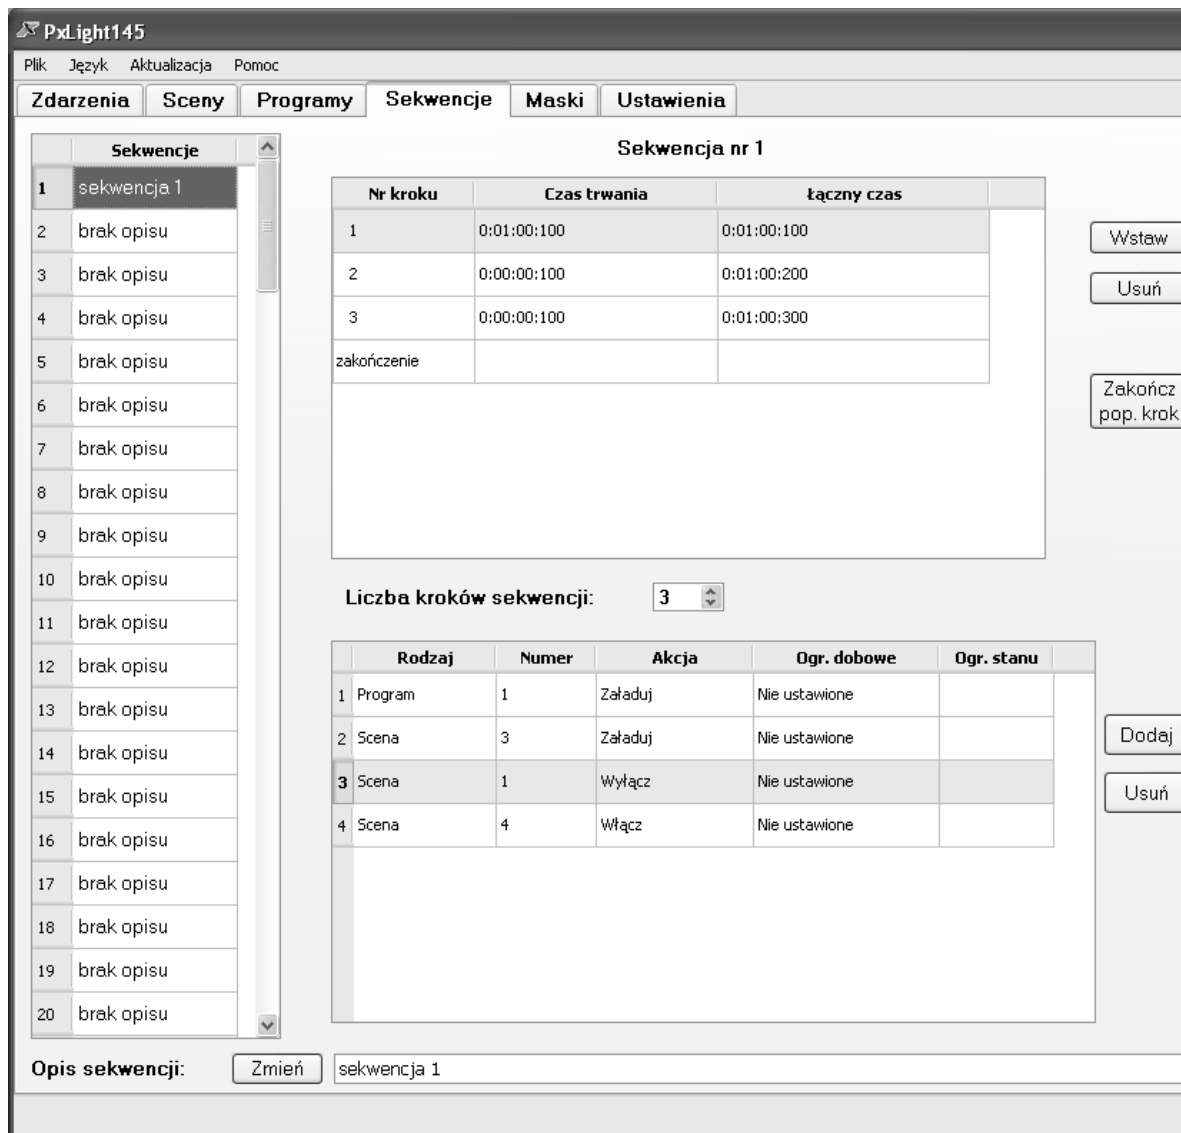 PxLight145
Plik Język Aktualizacja Pomoc
Zdarzenia Sceny Programy Sekwencje Maski Ustawienia
Sekwencje
1 sekwencja 1
2 brak opisu
3 brak opisu
4 brak opisu
5 brak opisu
6 brak opisu
7 brak opisu
8 brak opisu
9 brak opisu
10 brak opisu
11 brak opisu
12 brak opisu
13 brak opisu
14 brak opisu
15 brak opisu
16 brak opisu
17 brak opisu
18 brak opisu
19 brak opisu
20 brak opisu
Sekwencja nr 1
Nr kroku Czas trwania Łączny czas
1 0:01:00:100 0:01:00:100
2 0:00:00:100 0:01:00:200
3 0:00:00:100 0:01:00:300
zakończenie
Wstaw
Usuń
Zakończ
pop. krok
Liczba kroków sekwencji: 3
Rodzaj Numer Akcja Ogr. dobowe Ogr. stanu
1 Program 1 Załaduj Nie ustawione
2 Scena 3 Załaduj Nie ustawione
3 Scena 1 Wyłącz Nie ustawione
4 Scena 4 Włącz Nie ustawione
Dodaj
Usuń
Opis sekwencji: Zmień sekwencja 1